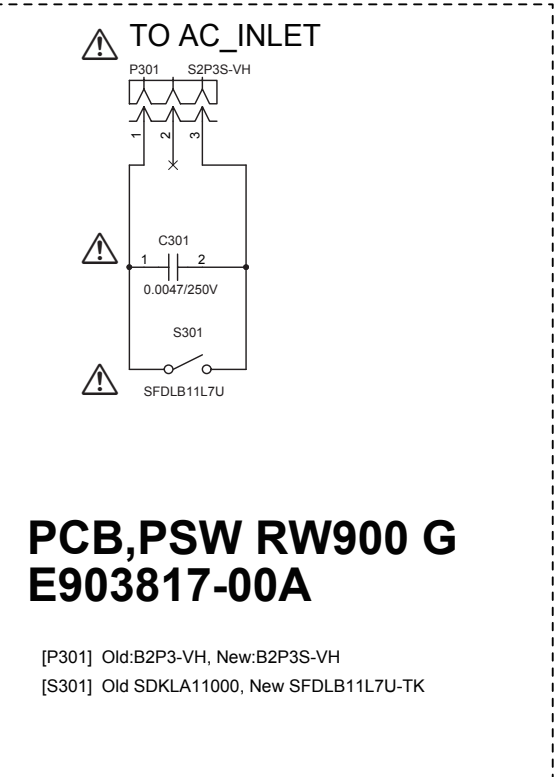 TO AC_INLET
P301 S2P3S-VH
1 2 3
C301
1 2
0.0047/250V
S301
SFDLB11L7U
PCB,PSW RW900 G
E903817-00A
[P301] Old:B2P3-VH, New:B2P3S-VH
[S301] Old SDKLA11000, New SFDLB11L7U-TK